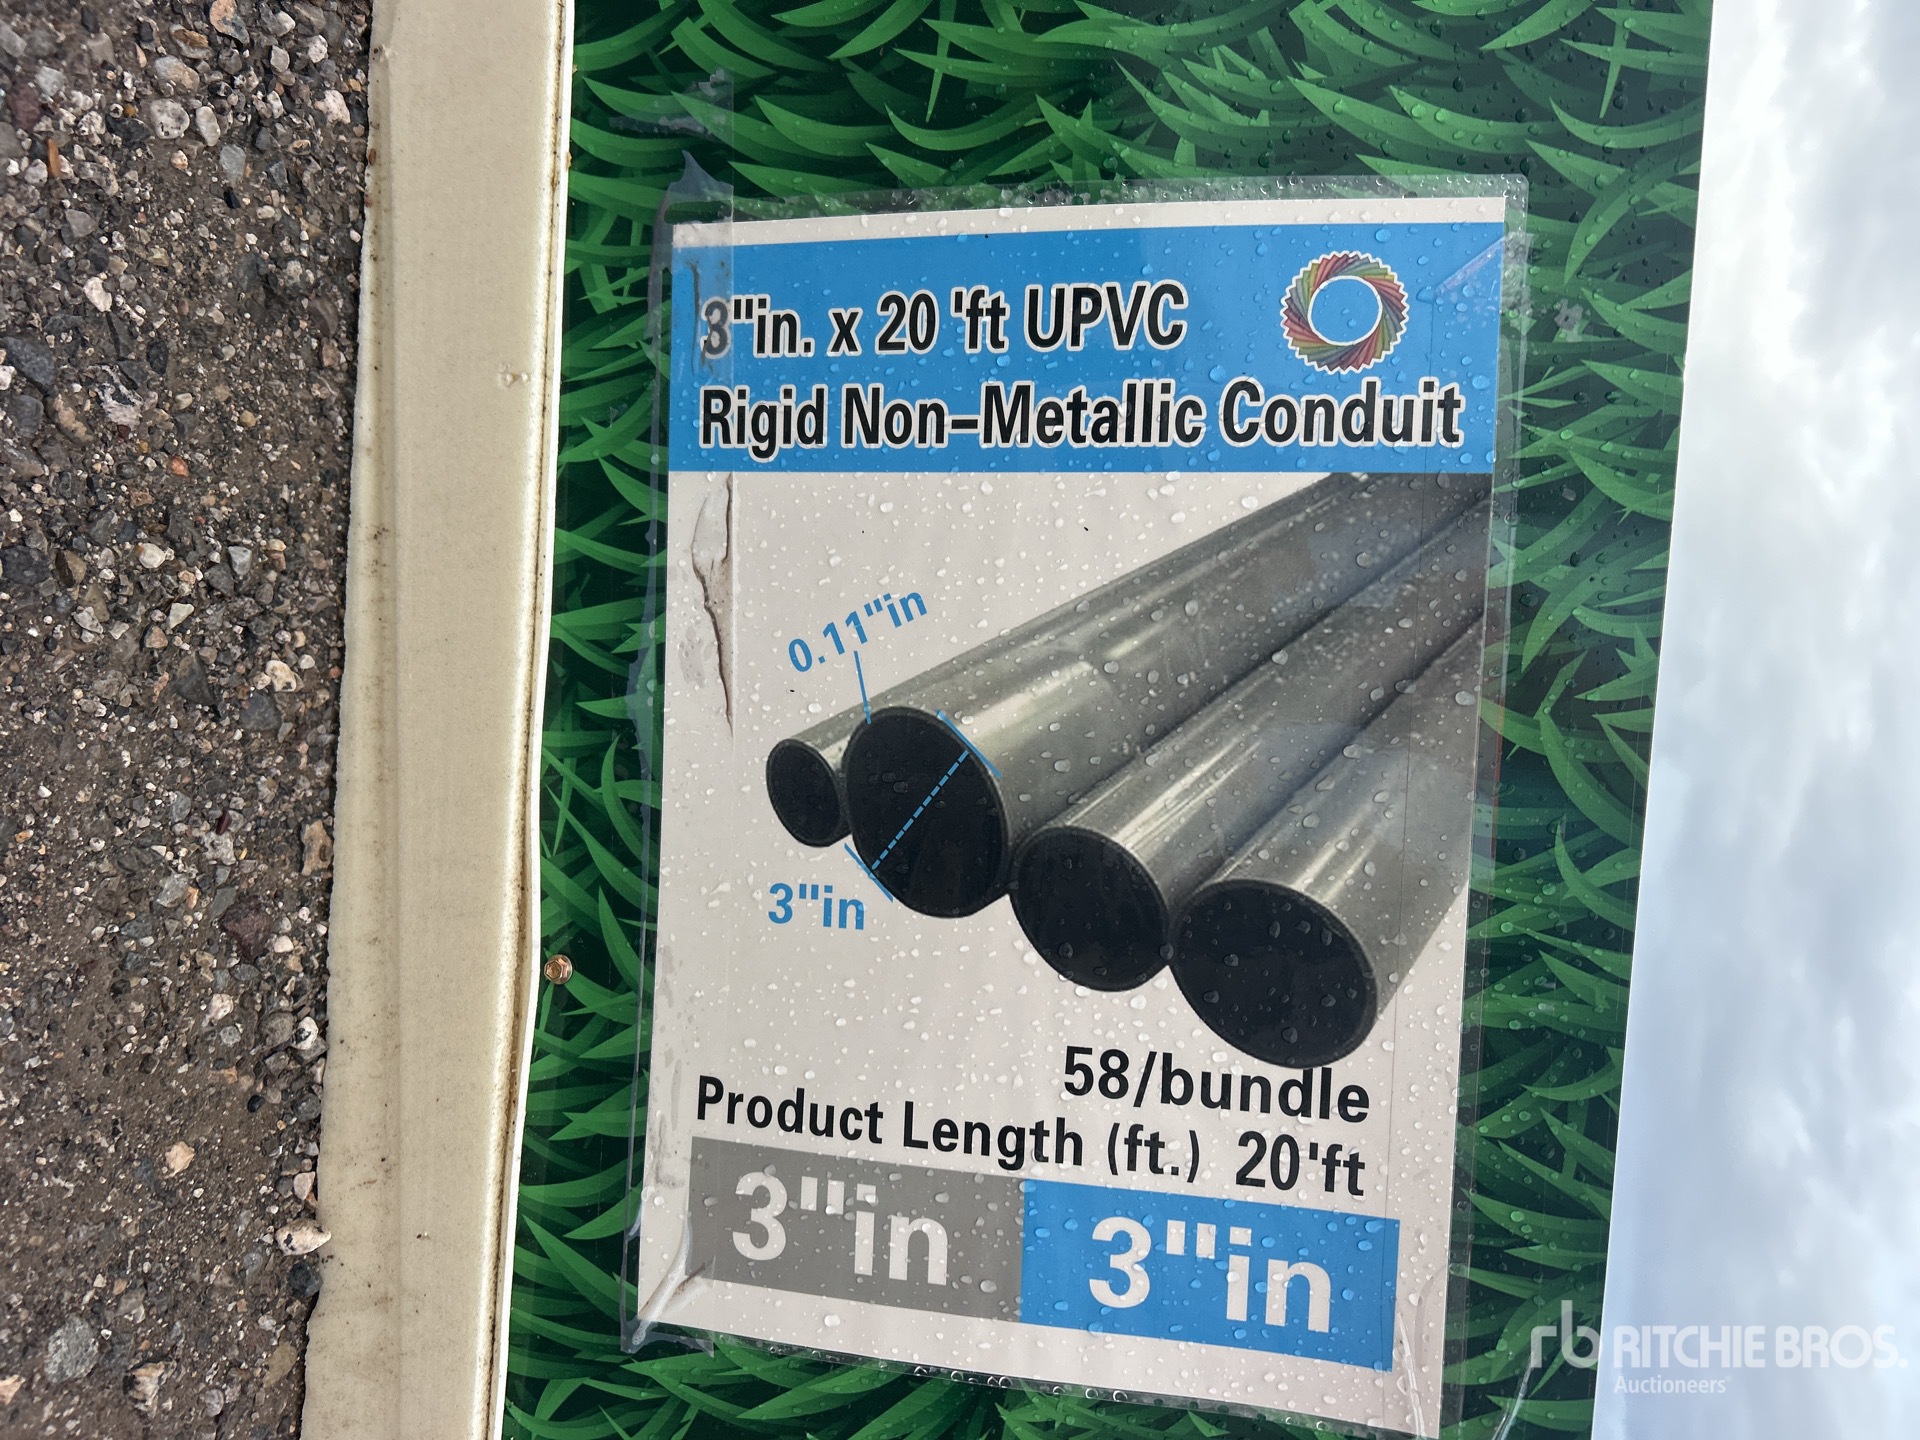 3"in. x 20 'ft UPVC
Rigid Non-Metallic Conduit
0.11"in
3"in
58/bundle
Product Length (ft.) 20'ft
3"in 3"in
rb RITCHIE BROS.
Auctioneers